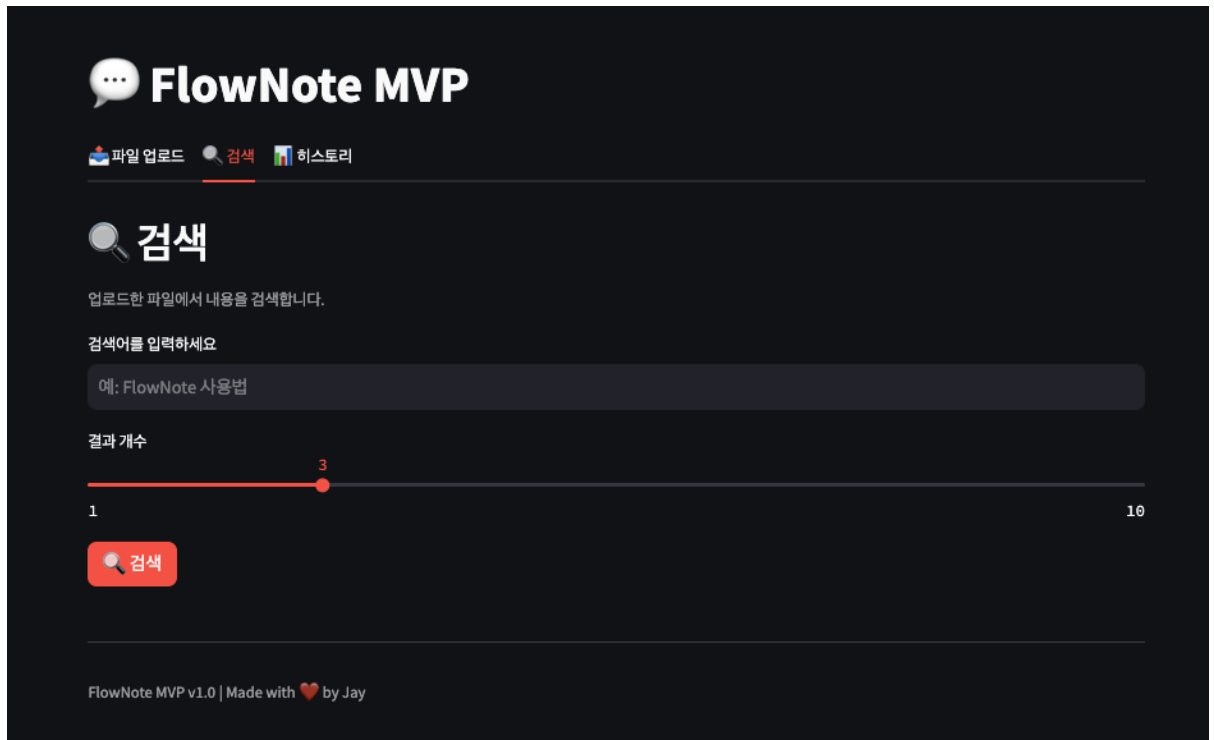 💬 FlowNote MVP
📤 파일 업로드 🔍 검색 📊 히스토리
🔍 검색
업로드한 파일에서 내용을 검색합니다.
검색어를 입력하세요
예: FlowNote 사용법
결과 개수
3
1 10
🔍 검색
FlowNote MVP v1.0 | Made with ❤️ by Jay